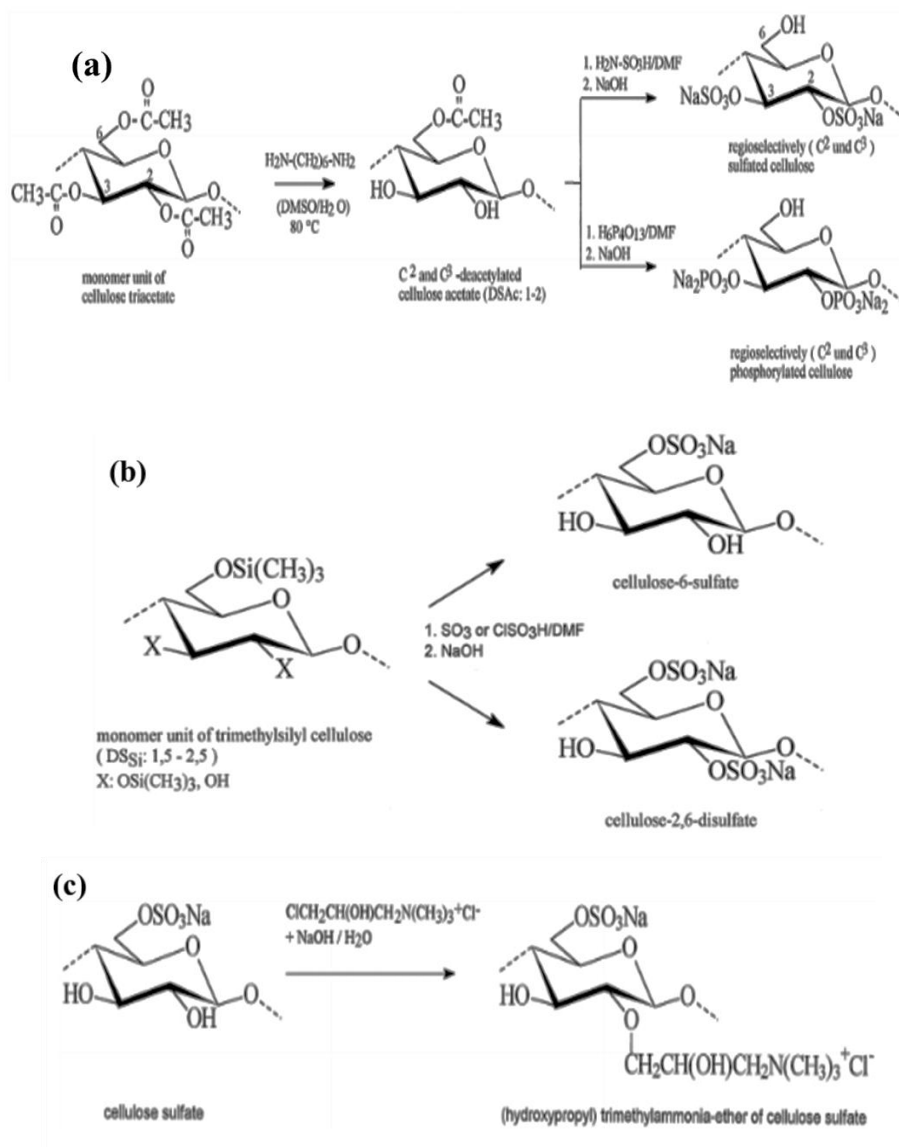 (a)
O
O-C-CH3
6
O
CH3-C-O
3
2
O
O
O-C-CH3
O
monomer unit of
cellulose triacetate
H2N-(CH2)6-NH2
(DMSO/H2O)
80 °C
O
O-C-CH3
O
HO
OH
O
C2 and C3 -deacetylated
cellulose acetate (DSAc: 1-2)
1. H2N-SO3H/DMF
2. NaOH
6
OH
O
NaSO3O
3
2
O
OSO3Na
regioselectively ( C2 und C3 )
sulfated cellulose
1. H6P4O13/DMF
2. NaOH
OH
O
Na2PO3O
O
OPO3Na2
regioselectively ( C2 und C3 )
phosphorylated cellulose
(b)
OSi(CH3)3
O
X
X
O
monomer unit of trimethylsilyl cellulose
( DSSi: 1,5 - 2,5 )
X: OSi(CH3)3, OH
1. SO3 or ClSO3H/DMF
2. NaOH
OSO3Na
O
HO
OH
O
cellulose-6-sulfate
OSO3Na
O
HO
O
OSO3Na
cellulose-2,6-disulfate
(c)
OSO3Na
O
HO
OH
O
cellulose sulfate
ClCH2CH(OH)CH2N(CH3)3+Cl-
+ NaOH / H2O
OSO3Na
O
HO
O
O
CH2CH(OH)CH2N(CH3)3+Cl-
(hydroxypropyl) trimethylammonia-ether of cellulose sulfate